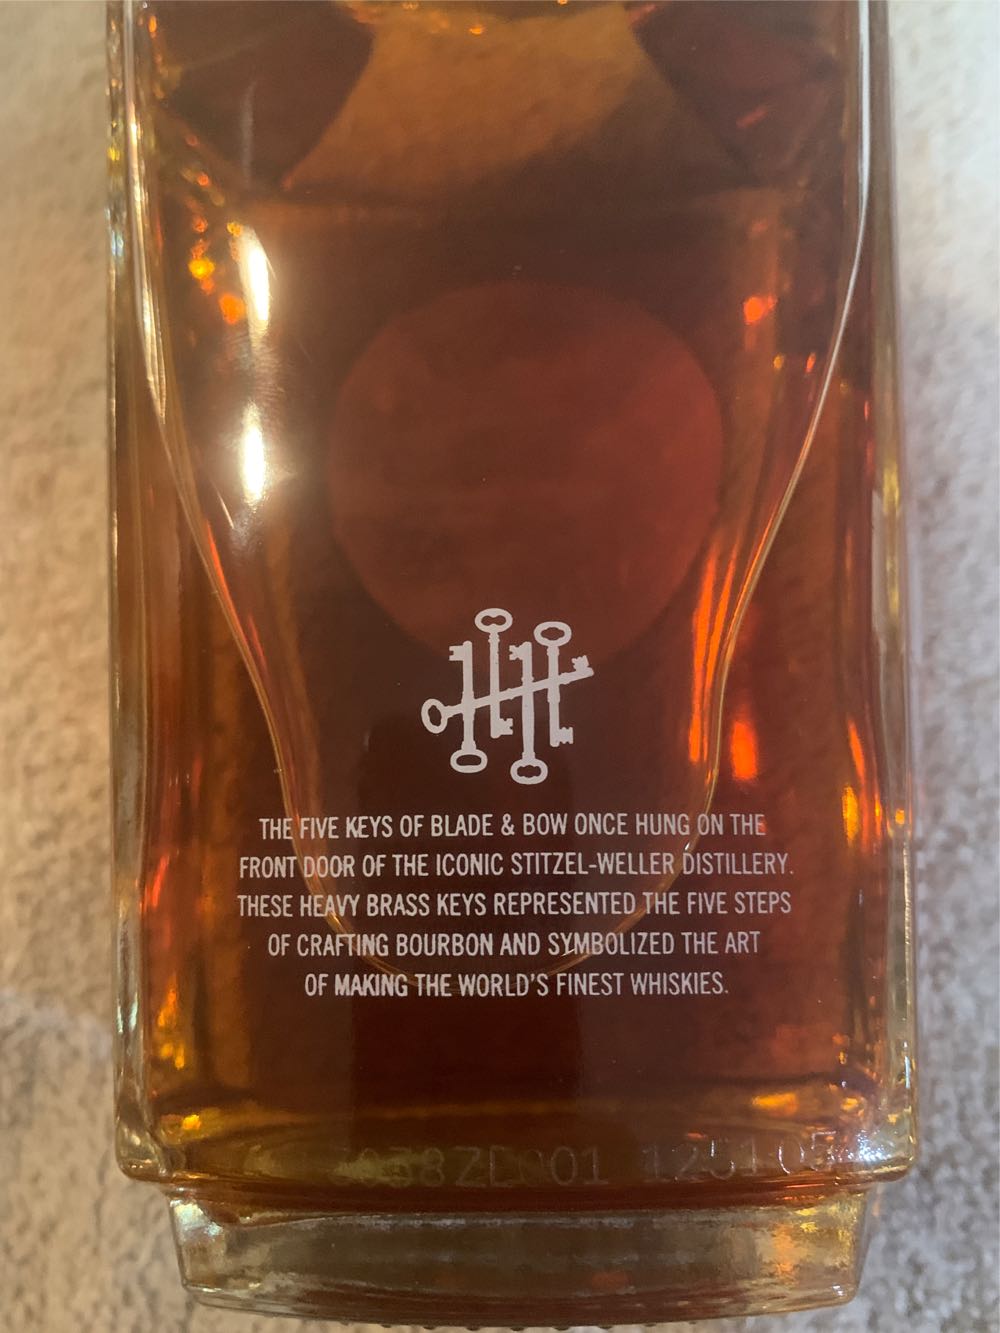 THE FIVE KEYS OF BLADE & BOW ONCE HUNG ON THE
FRONT DOOR OF THE ICONIC STITZEL-WELLER DISTILLERY.
THESE HEAVY BRASS KEYS REPRESENTED THE FIVE STEPS
OF CRAFTING BOURBON AND SYMBOLIZED THE ART
OF MAKING THE WORLD'S FINEST WHISKIES.